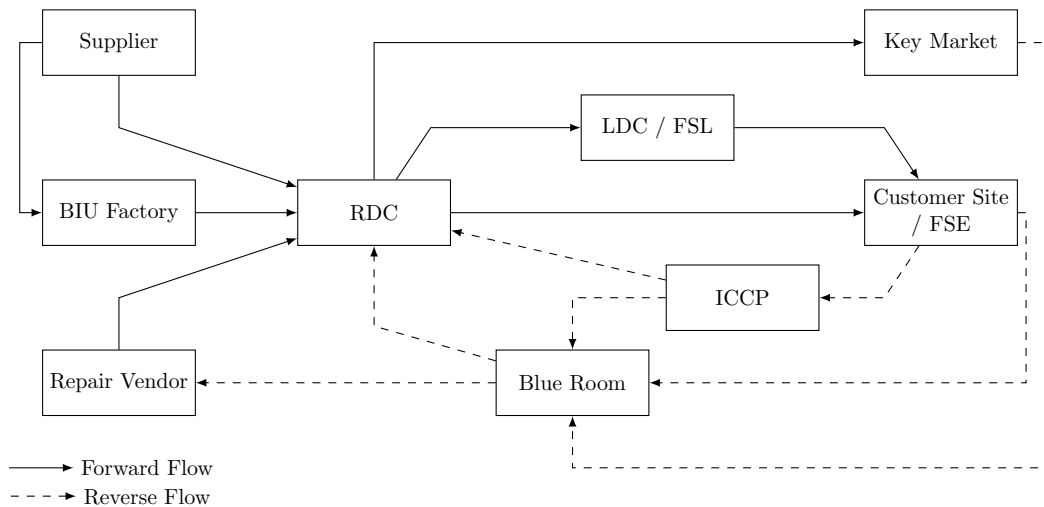 Supplier
Key Market
LDC / FSL
BIU Factory
RDC
Customer Site
/ FSE
ICCP
Repair Vendor
Blue Room
Forward Flow
Reverse Flow